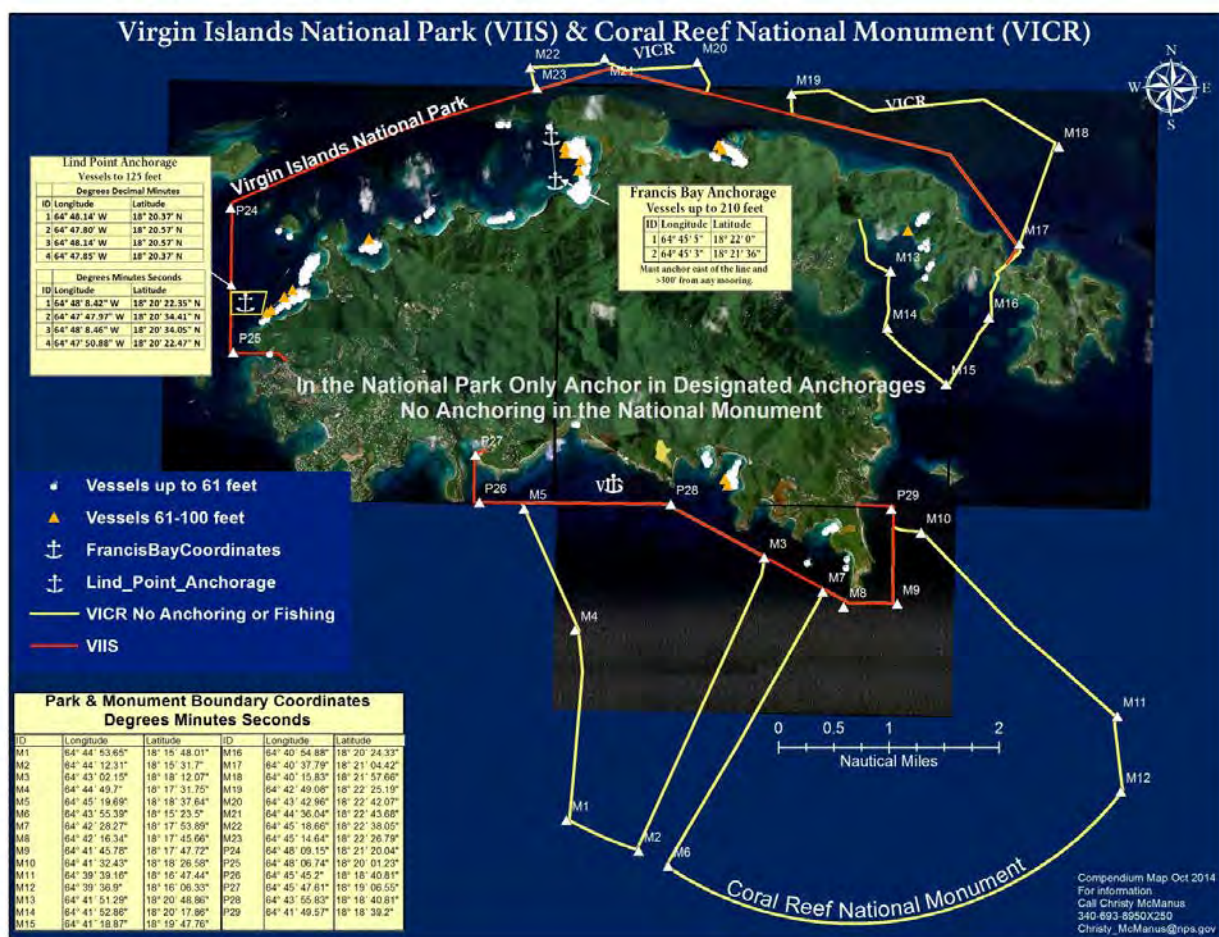 Virgin Islands National Park (VIIS) & Coral Reef National Monument (VICR)
M22
VICR
M20
M21
M23
M19
VICR
M18
N
W E
S
Virgin Islands National Park
Lind Point Anchorage
Vessels to 125 feet
Degrees Decimal Minutes
ID Longitude Latitude
1 64° 48.14' W 18° 20.37' N
2 64° 47.80' W 18° 20.57' N
3 64° 48.14' W 18° 20.57' N
4 64° 47.85' W 18° 20.37' N
Degrees Minutes Seconds
ID Longitude Latitude
1 64° 48' 8.42" W 18° 20' 22.35" N
2 64° 47' 47.97" W 18° 20' 34.41" N
3 64° 48' 8.46" W 18° 20' 34.05" N
4 64° 47' 50.88" W 18° 20' 22.47" N
P24
Francis Bay Anchorage
Vessels up to 210 feet
ID Longitude Latitude
1 64° 45' 5" 18° 22' 0"
2 64° 45' 3" 18° 21' 36"
Must anchor east of the line and
>300' from any mooring.
M17
M13
M16
M14
P25
M15
In the National Park Only Anchor in Designated Anchorages
No Anchoring in the National Monument
P27
P26
M5
P28
P29
M10
M3
M7
M8
M9
M4
Vessels up to 61 feet
Vessels 61-100 feet
FrancisBayCoordinates
Lind_Point_Anchorage
VICR No Anchoring or Fishing
VIIS
Park & Monument Boundary Coordinates
Degrees Minutes Seconds
ID Longitude Latitude ID Longitude Latitude
M1 64° 44' 53.65" 18° 15' 48.01" M16 64° 40' 54.88" 18° 20' 24.33"
M2 64° 44' 12.31" 18° 15' 31.7" M17 64° 40' 37.79" 18° 21' 04.42"
M3 64° 43' 02.15" 18° 18' 12.07" M18 64° 40' 15.83" 18° 21' 57.66"
M4 64° 44' 49.7" 18° 17' 31.75" M19 64° 42' 49.08" 18° 22' 25.19"
M5 64° 45' 19.69" 18° 18' 37.64" M20 64° 43' 42.96" 18° 22' 42.07"
M6 64° 43' 55.39" 18° 15' 23.5" M21 64° 44' 36.04" 18° 22' 43.68"
M7 64° 42' 28.27" 18° 17' 53.89" M22 64° 45' 18.66" 18° 22' 38.05"
M8 64° 42' 16.34" 18° 17' 45.66" M23 64° 45' 14.64" 18° 22' 26.79"
M9 64° 41' 45.78" 18° 17' 47.72" P24 64° 48' 09.15" 18° 21' 20.04"
M10 64° 41' 32.43" 18° 18' 26.58" P25 64° 48' 06.74" 18° 20' 01.23"
M11 64° 39' 39.16" 18° 16' 47.44" P26 64° 45' 45.2" 18° 18' 40.81"
M12 64° 39' 36.9" 18° 16' 06.33" P27 64° 45' 47.61" 18° 19' 06.55"
M13 64° 41' 51.29" 18° 20' 48.86" P28 64° 43' 55.83" 18° 18' 40.81"
M14 64° 41' 52.86" 18° 20' 17.86" P29 64° 41' 49.57" 18° 18' 39.2"
M15 64° 41' 18.87" 18° 19' 47.76"
0 0.5 1 2
Nautical Miles
M11
M12
M1
M2
M6
Coral Reef National Monument
Compendium Map Oct 2014
For information
Call Christy McManus
340-693-8950X250
Christy_McManus@nps.gov